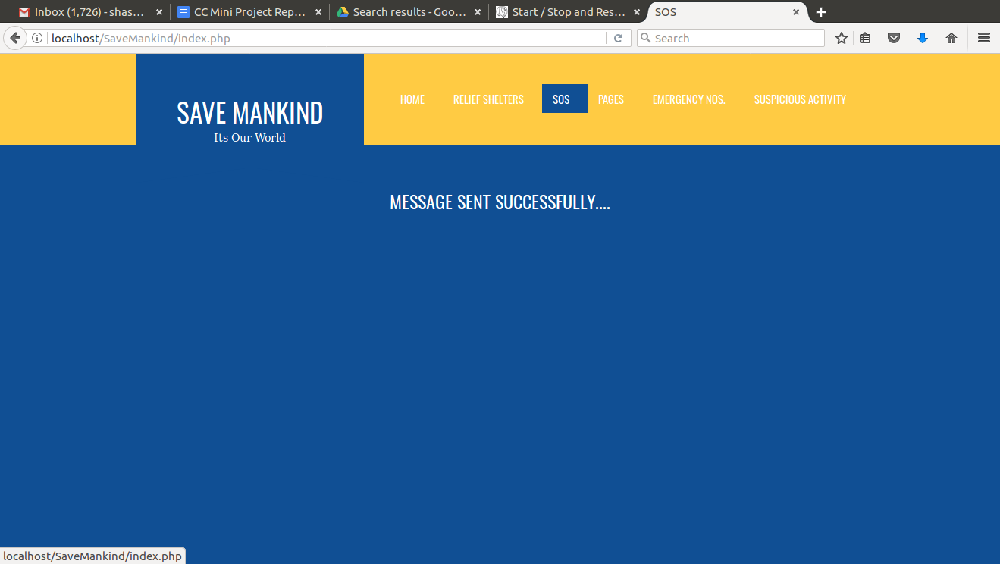 Inbox (1,726) - shas...
CC Mini Project Rep...
Search results - Goo...
Start / Stop and Res...
SOS
localhost/SaveMankind/index.php
Search
SAVE MANKIND
Its Our World
HOME
RELIEF SHELTERS
SOS
PAGES
EMERGENCY NOS.
SUSPICIOUS ACTIVITY
MESSAGE SENT SUCCESSFULLY....
localhost/SaveMankind/index.php